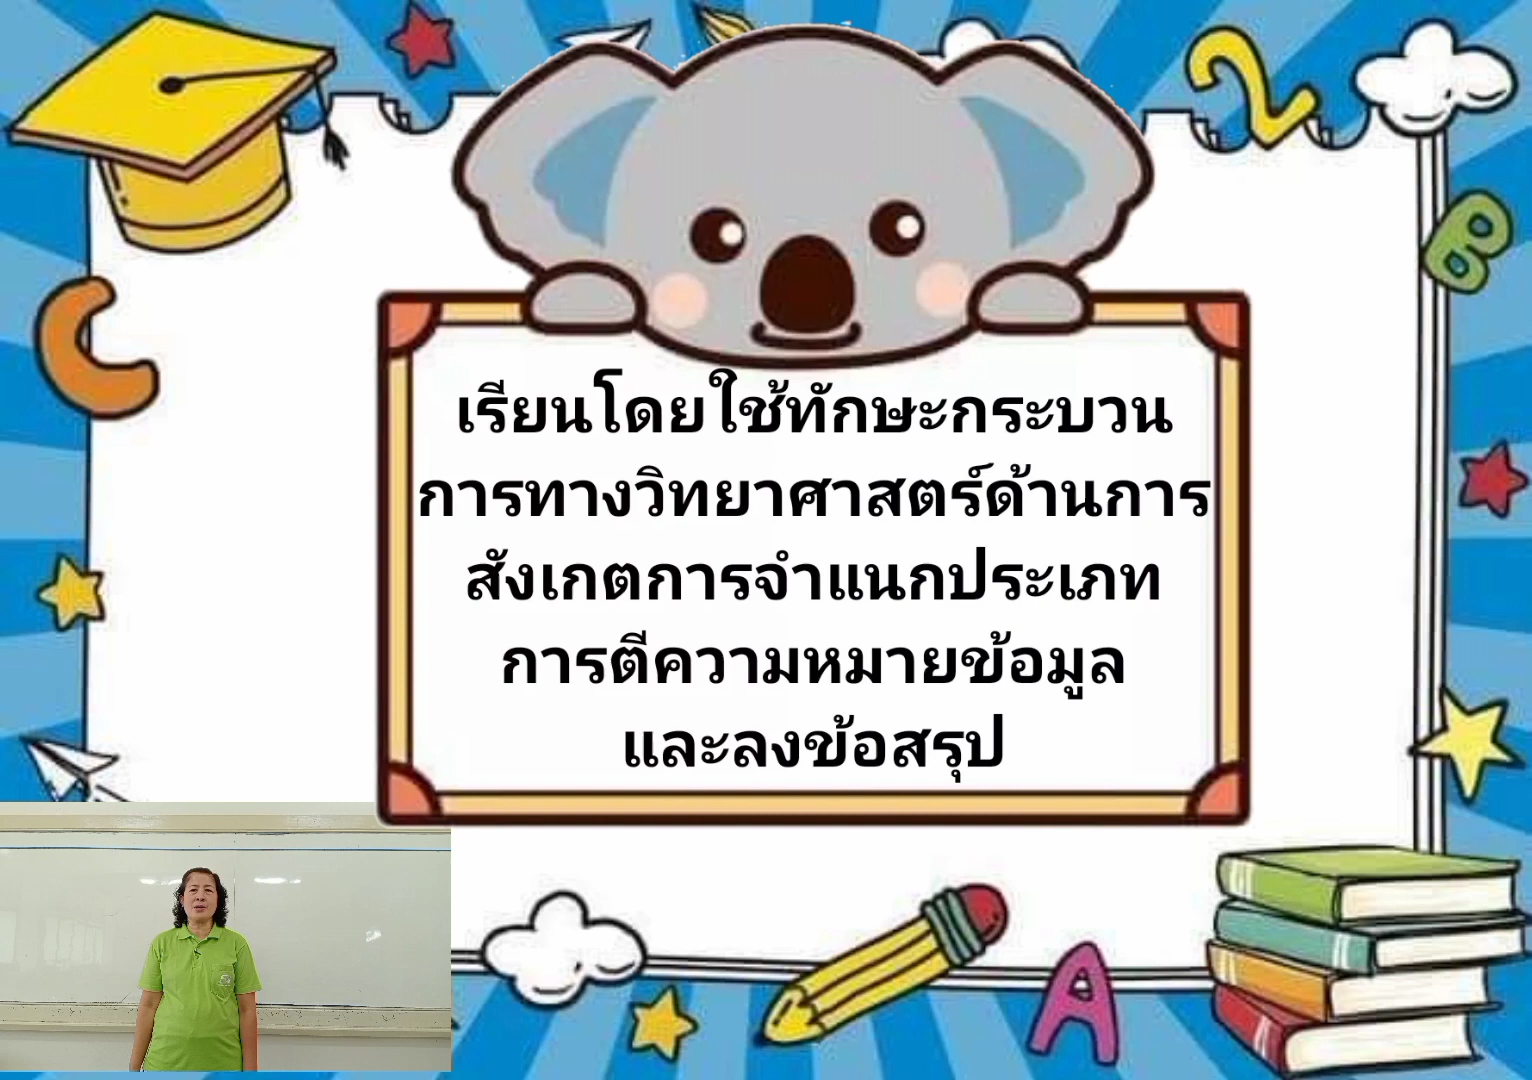 เรียนโดยใช้ทักษะกระบวน
การทางวิทยาศาสตร์ด้านการ
สังเกตการจำแนกประเภท
การตีความหมายข้อมูล
และลงข้อสรุป
2
B
C
A